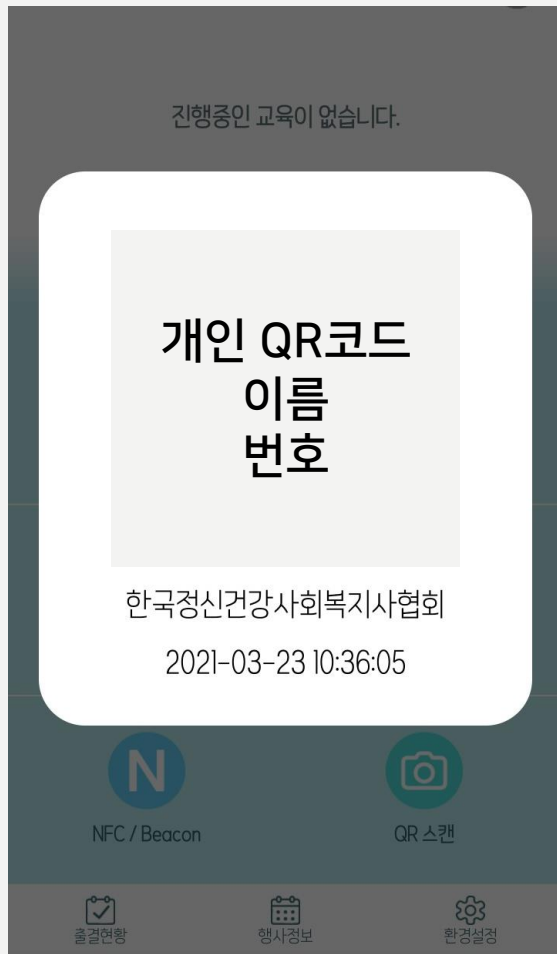 진행중인 교육이 없습니다.
개인 QR코드
이름
번호
한국정신건강사회복지사협회
2021-03-23 10:36:05
N
NFC / Beacon
QR 스캔
출결현황
행사정보
환경설정